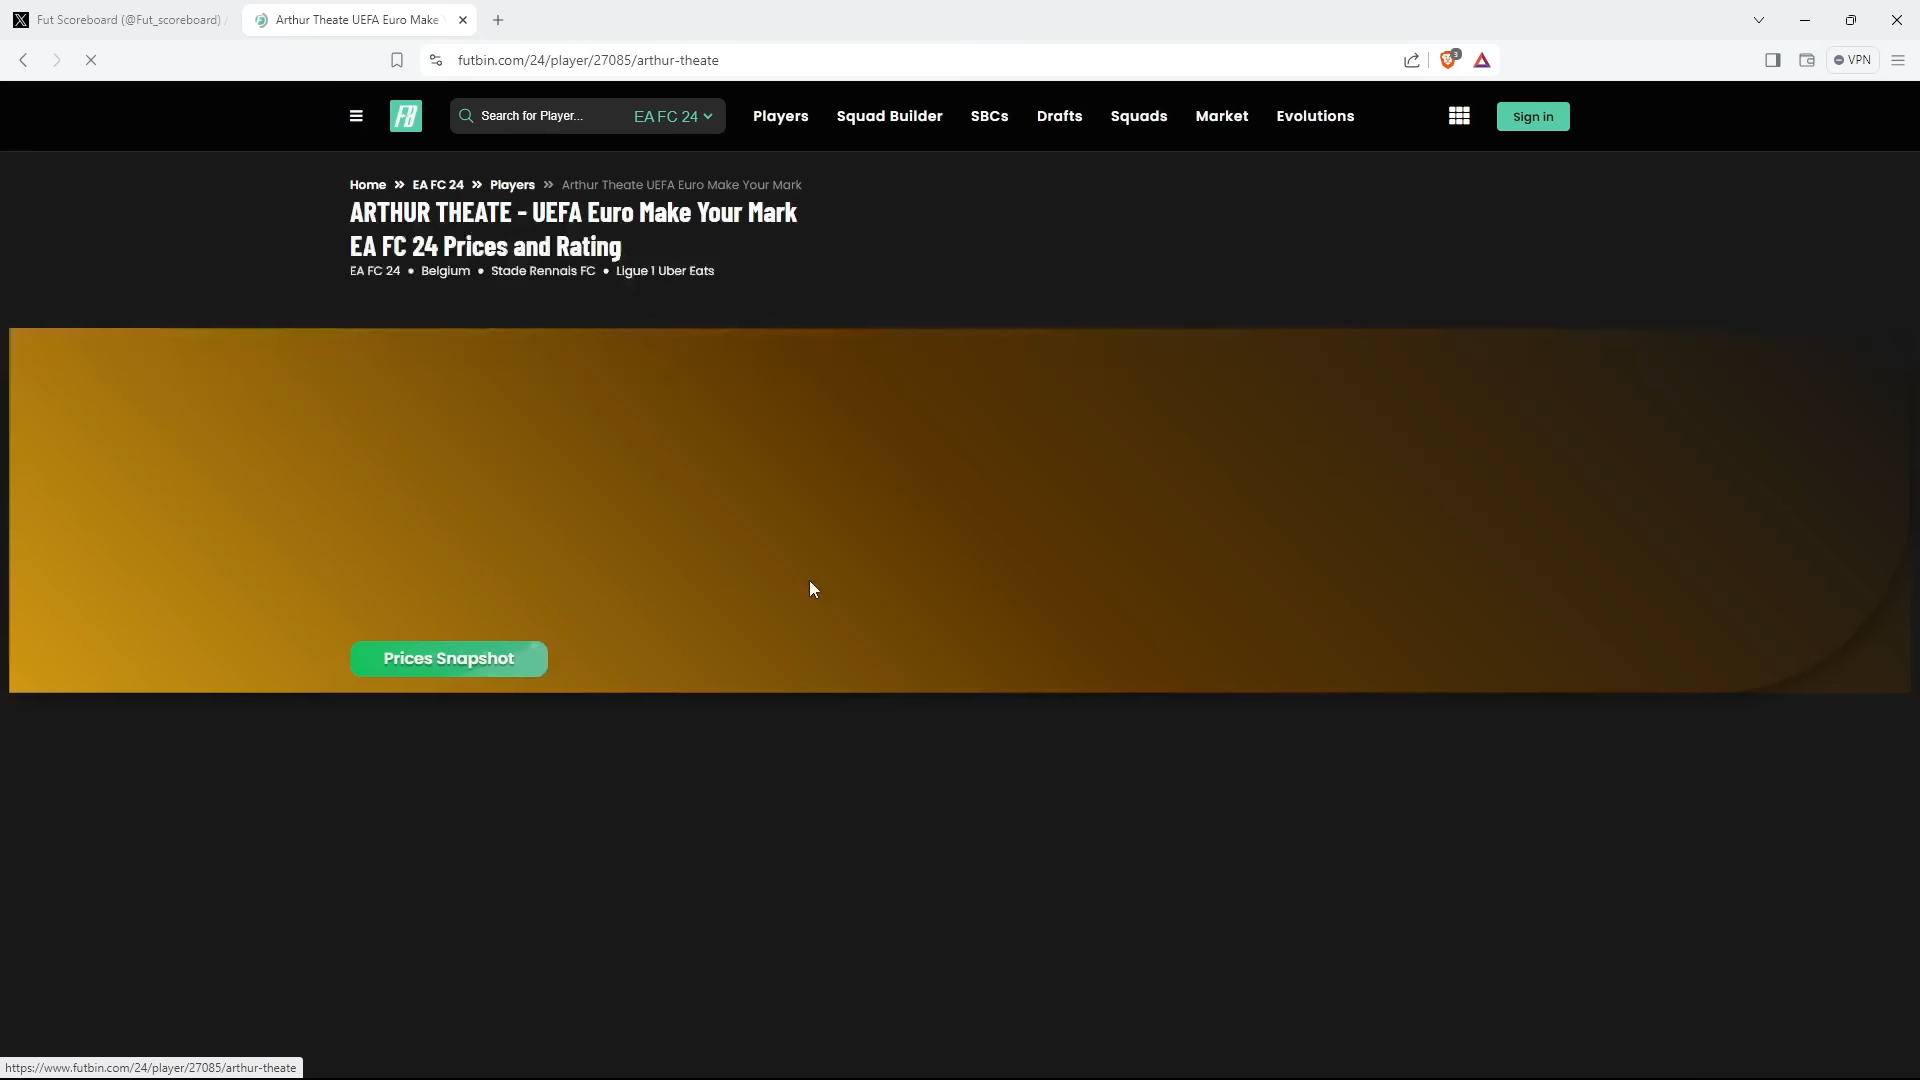 Fut Scoreboard (@Fut_scoreboard) /
Arthur Theate UEFA Euro Make
futbin.com/24/player/27085/arthur-theate
3
VPN
FB
Search for Player...
EA FC 24
Players
Squad Builder
SBCs
Drafts
Squads
Market
Evolutions
Sign in
Home » EA FC 24 » Players » Arthur Theate UEFA Euro Make Your Mark
ARTHUR THEATE - UEFA Euro Make Your Mark
EA FC 24 Prices and Rating
EA FC 24 • Belgium • Stade Rennais FC • Ligue 1 Uber Eats
Prices Snapshot
https://www.futbin.com/24/player/27085/arthur-theate